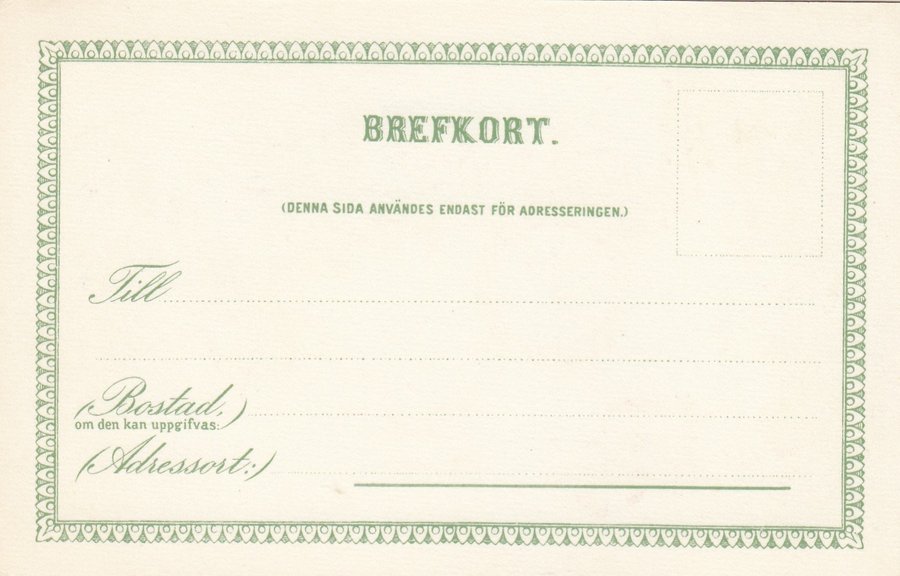 BREFKORT.
(DENNA SIDA ANVÄNDES ENDAST FÖR ADRESSERINGEN.)
Till
(Bostad,)
om den kan uppgifvas:
(Adressort:)